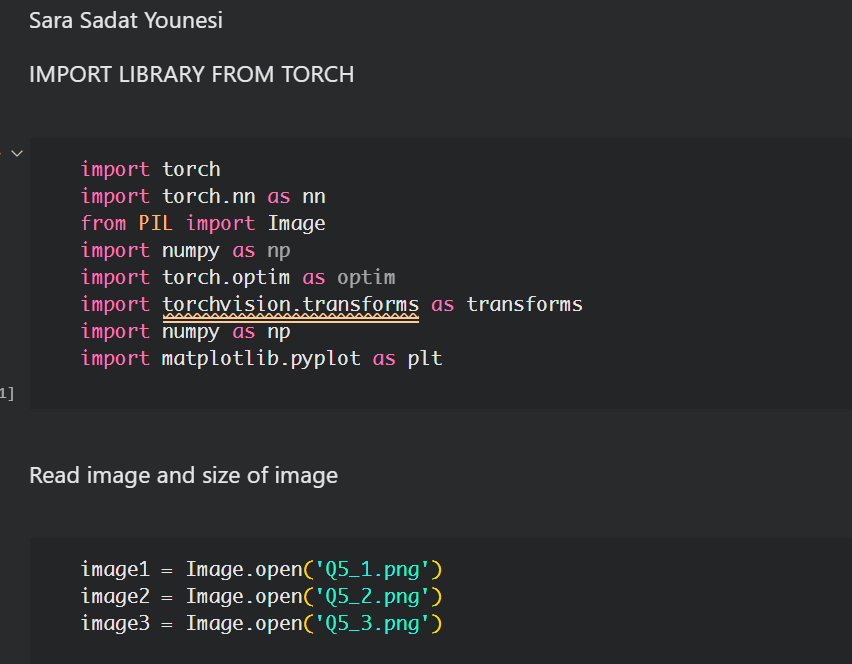 Sara Sadat Younesi
IMPORT LIBRARY FROM TORCH
import torch
import torch.nn as nn
from PIL import Image
import numpy as np
import torch.optim as optim
import torchvision.transforms as transforms
import numpy as np
import matplotlib.pyplot as plt
1]
Read image and size of image
image1 = Image.open('Q5_1.png')
image2 = Image.open('Q5_2.png')
image3 = Image.open('Q5_3.png')